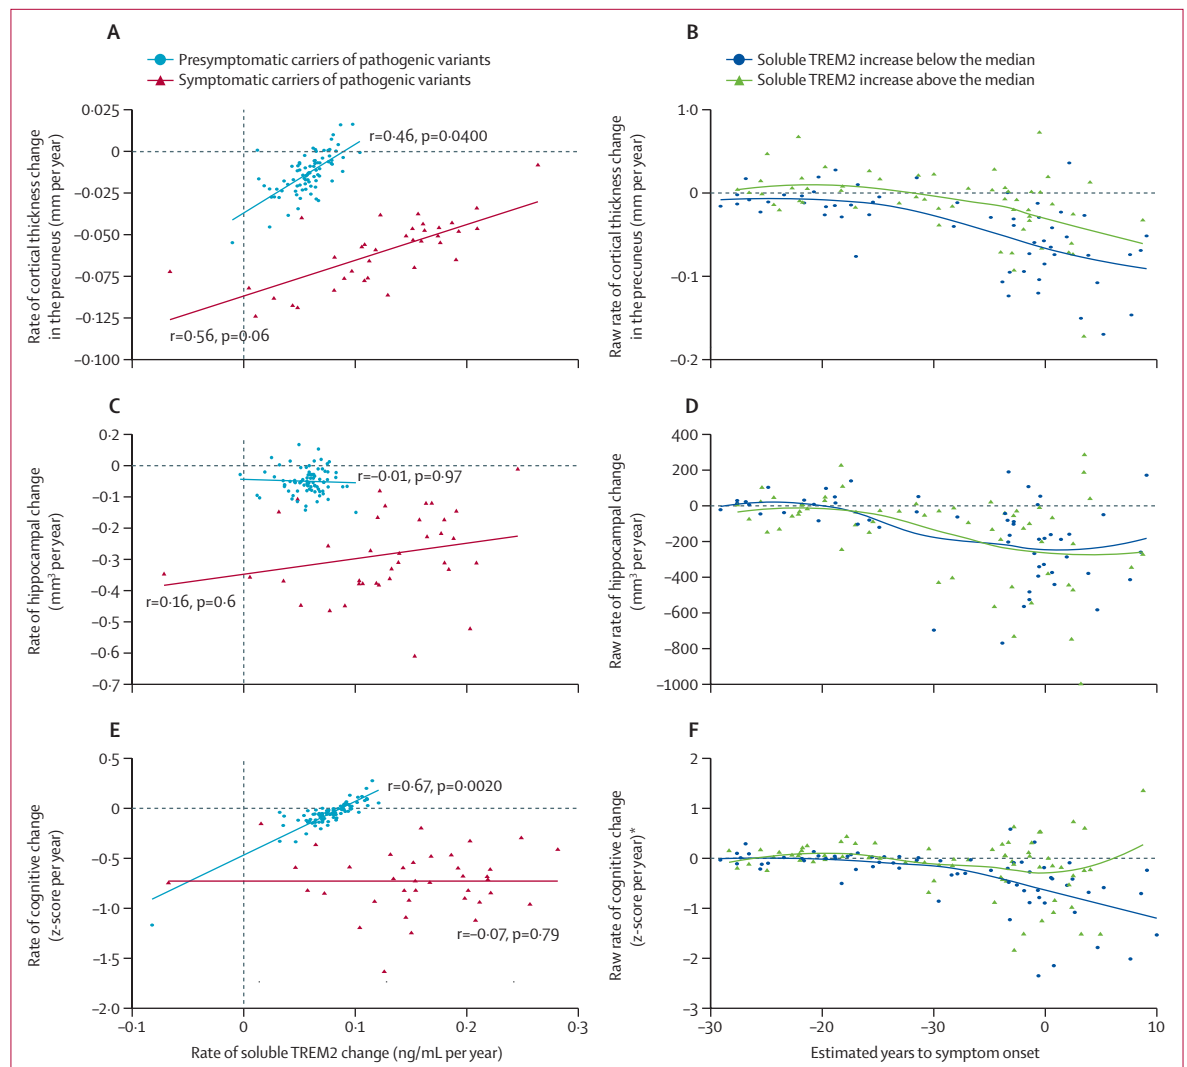 A
Presymptomatic carriers of pathogenic variants
Symptomatic carriers of pathogenic variants
Rate of cortical thickness change
in the precuneus (mm per year)
0·025
0
–0·025
–0·050
–0·075
–0·125
–0·100
r=0·46, p=0·0400
r=0·56, p=0·06
B
Soluble TREM2 increase below the median
Soluble TREM2 increase above the median
Raw rate of cortical thickness change
in the precuneus (mm per year)
1·0
0
–0·1
–0·2
C
Rate of hippocampal change
(mm³ per year)
0·2
0
–0·1
–0·2
–0·3
–0·4
–0·5
–0·6
–0·7
r=–0·01, p=0·97
r=0·16, p=0·6
D
Raw rate of hippocampal change
(mm³ per year)
400
200
0
–200
–400
–600
–800
–1000
E
Rate of cognitive change
(z-score per year)
0·5
0
–0·5
–1·0
–1·5
–2·0
r=0·67, p=0·0020
r=–0·07, p=0·79
–0·1
0
0·1
0·2
0·3
Rate of soluble TREM2 change (ng/mL per year)
F
Raw rate of cognitive change
(z-score per year)*
2
1
0
–1
–2
–3
–30
–20
–30
0
10
Estimated years to symptom onset